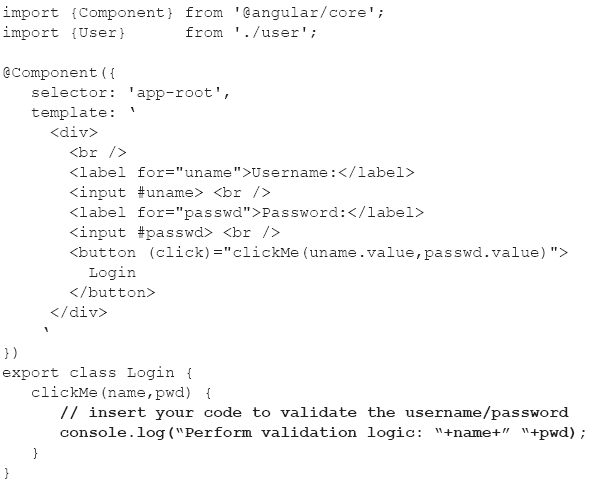 import {Component} from '@angular/core';
import {User}      from './user';
@Component({
   selector: 'app-root',
   template: ‛
     <div>
       <br />
       <label for="uname">Username:</label>
       <input #uname> <br />
       <label for="passwd">Password:</label>
       <input #passwd> <br />
       <button (click)="clickMe(uname.value,passwd.value)">
         Login
       </button>
     </div>
    ‛
})
export class Login {
   clickMe(name,pwd) {
      // insert your code to validate the username/password
      console.log(“Perform validation logic: “+name+” “+pwd);
   }
}